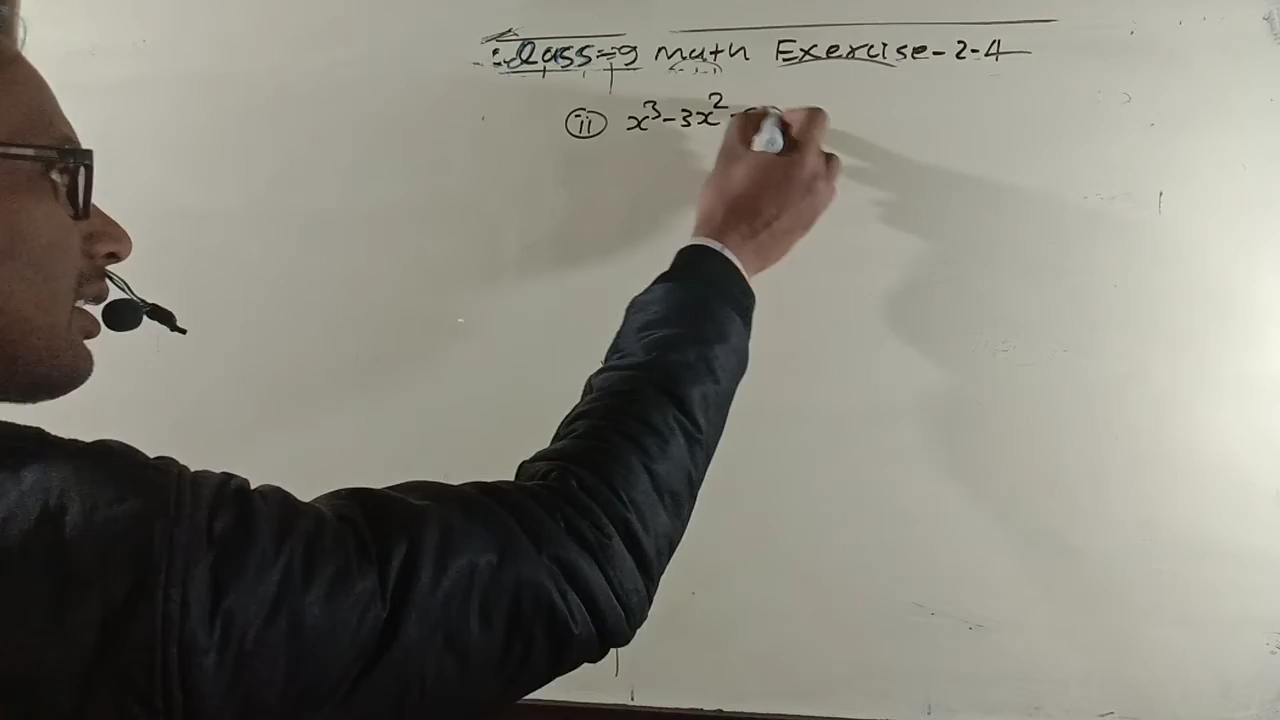 Class=9 math Exercise-2-4
(ii) x³-3x²-